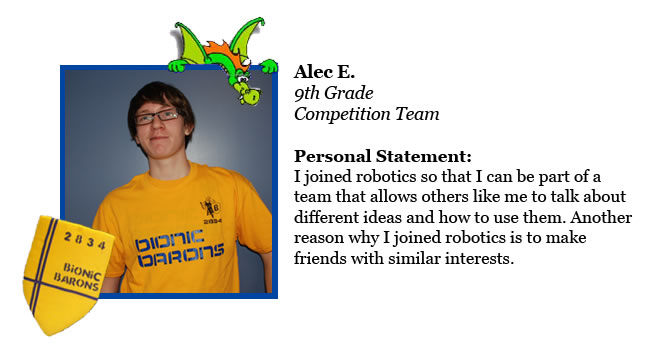 Alec E.
9th Grade
Competition Team
Personal Statement:
I joined robotics so that I can be part of a
team that allows others like me to talk about
different ideas and how to use them. Another
reason why I joined robotics is to make
friends with similar interests.
2834
BIONIC
BARONS
2834
BiONiC
BARONS